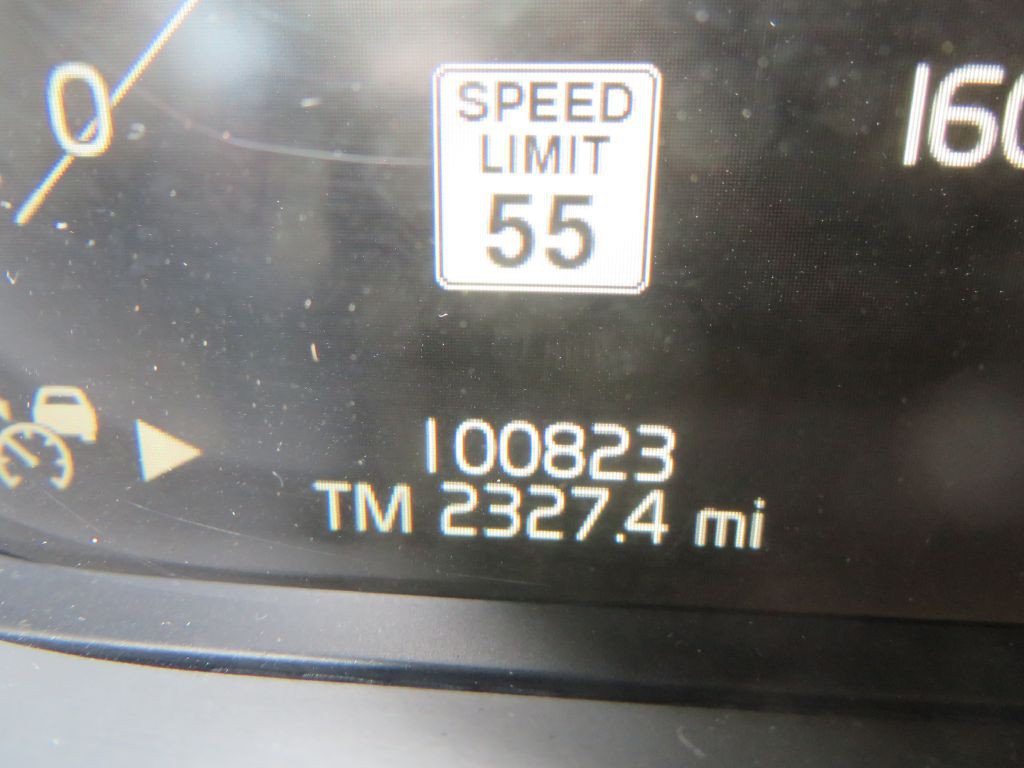 0
SPEED
LIMIT
55
160
100823
TM 2327.4 mi